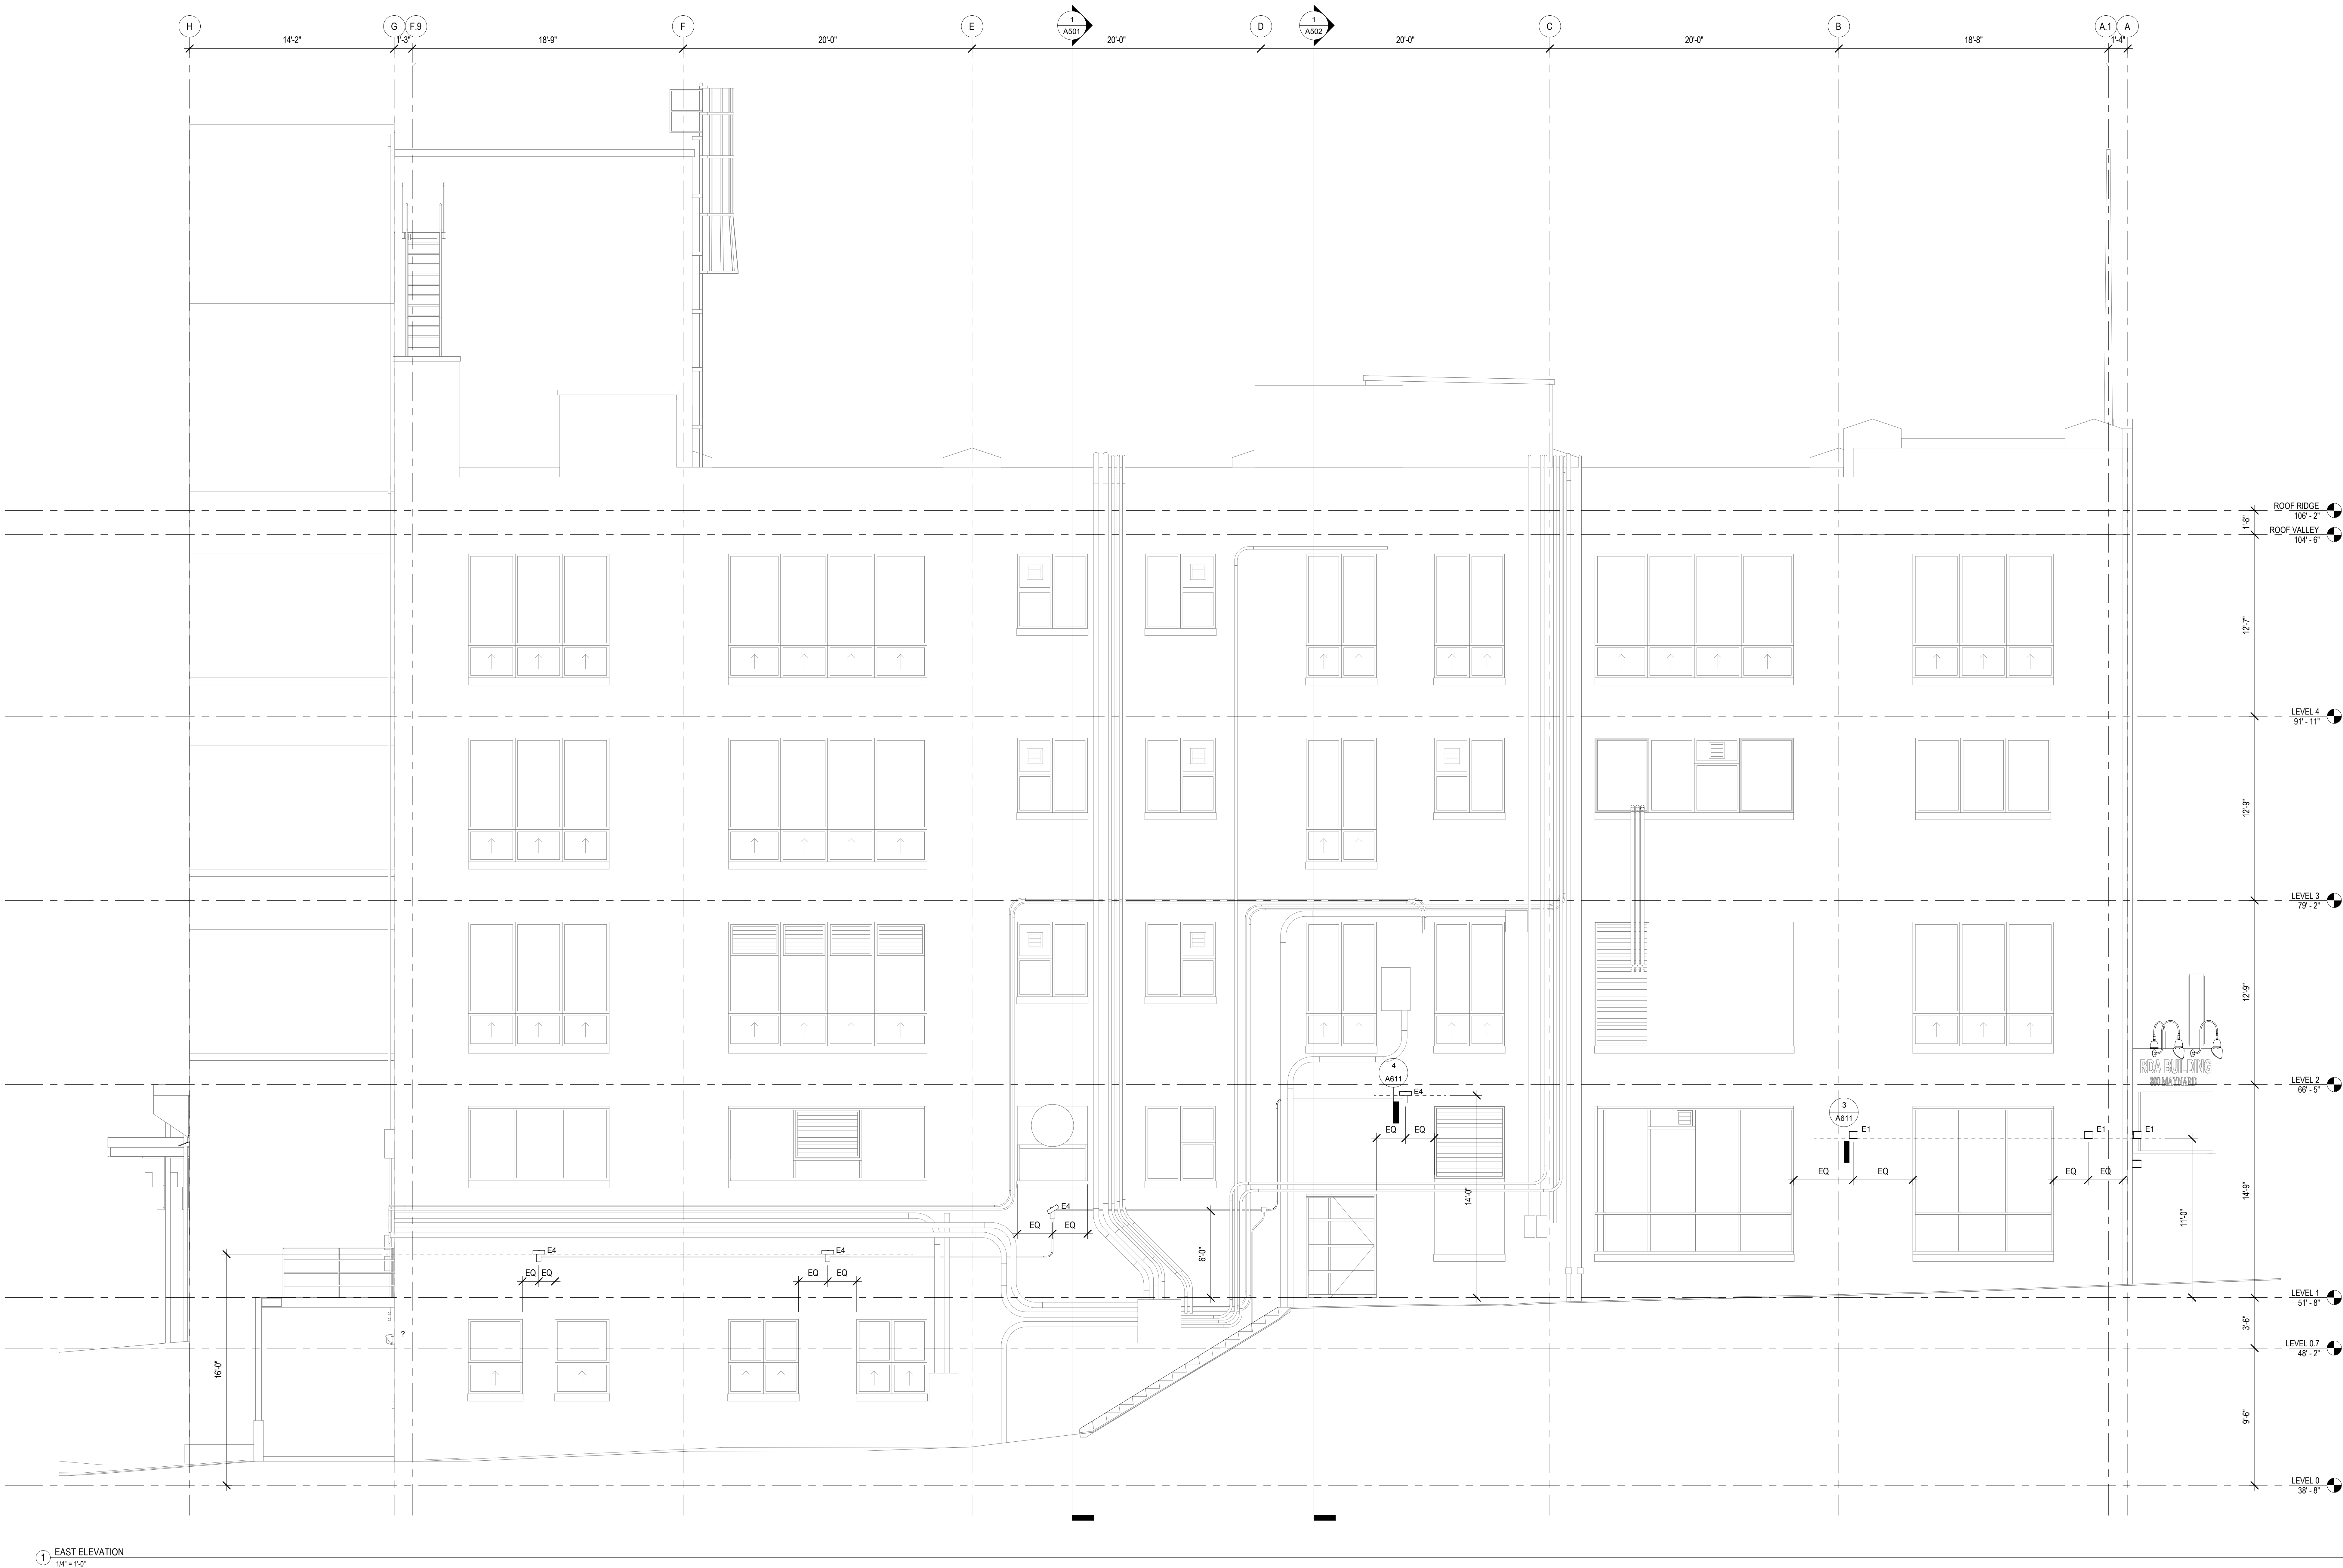 H
G
F.9
F
E
1
A501
D
1
A502
C
B
A.1
A
14'-2"
1'-3"
18'-9"
20'-0"
20'-0"
20'-0"
20'-0"
18'-8"
1'-4"
ROOF RIDGE
106' - 2"
1'-8"
ROOF VALLEY
104' - 6"
12'-7"
LEVEL 4
91' - 11"
12'-9"
LEVEL 3
79' - 2"
12'-9"
RDA BUILDING
800 MAYNARD
LEVEL 2
66' - 5"
4
A611
E4
3
A611
E1
E1
E1
EQ
EQ
EQ
EQ
EQ
EQ
14'-9"
14'-0"
11'-0"
E4
EQ
EQ
6'-0"
E4
E4
EQ
EQ
EQ
EQ
LEVEL 1
51' - 8"
3'-6"
?
LEVEL 0.7
48' - 2"
16'-0"
9'-6"
LEVEL 0
38' - 8"
1
EAST ELEVATION
1/4" = 1'-0"